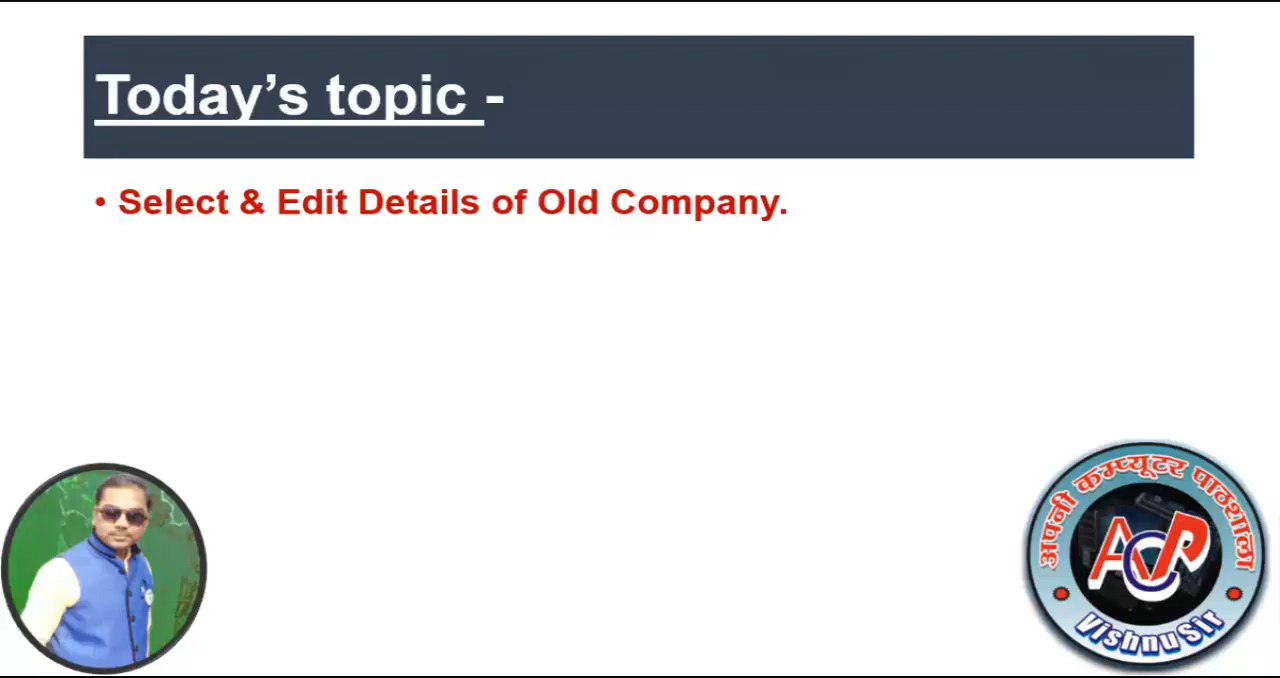 Today’s topic -
• Select & Edit Details of Old Company.
अपनी कम्प्यूटर पाठशाला
ACP
Vishnu Sir